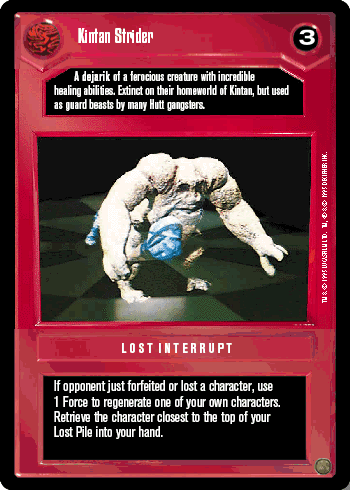 Kintan Strider
3
A dejarik of a ferocious creature with incredible
healing abilities. Extinct on their homeworld of Kintan, but used
as guard beasts by many Hutt gangsters.
LOST INTERRUPT
If opponent just forfeited or lost a character, use
1 Force to regenerate one of your own characters.
Retrieve the character closest to the top of your
Lost Pile into your hand.